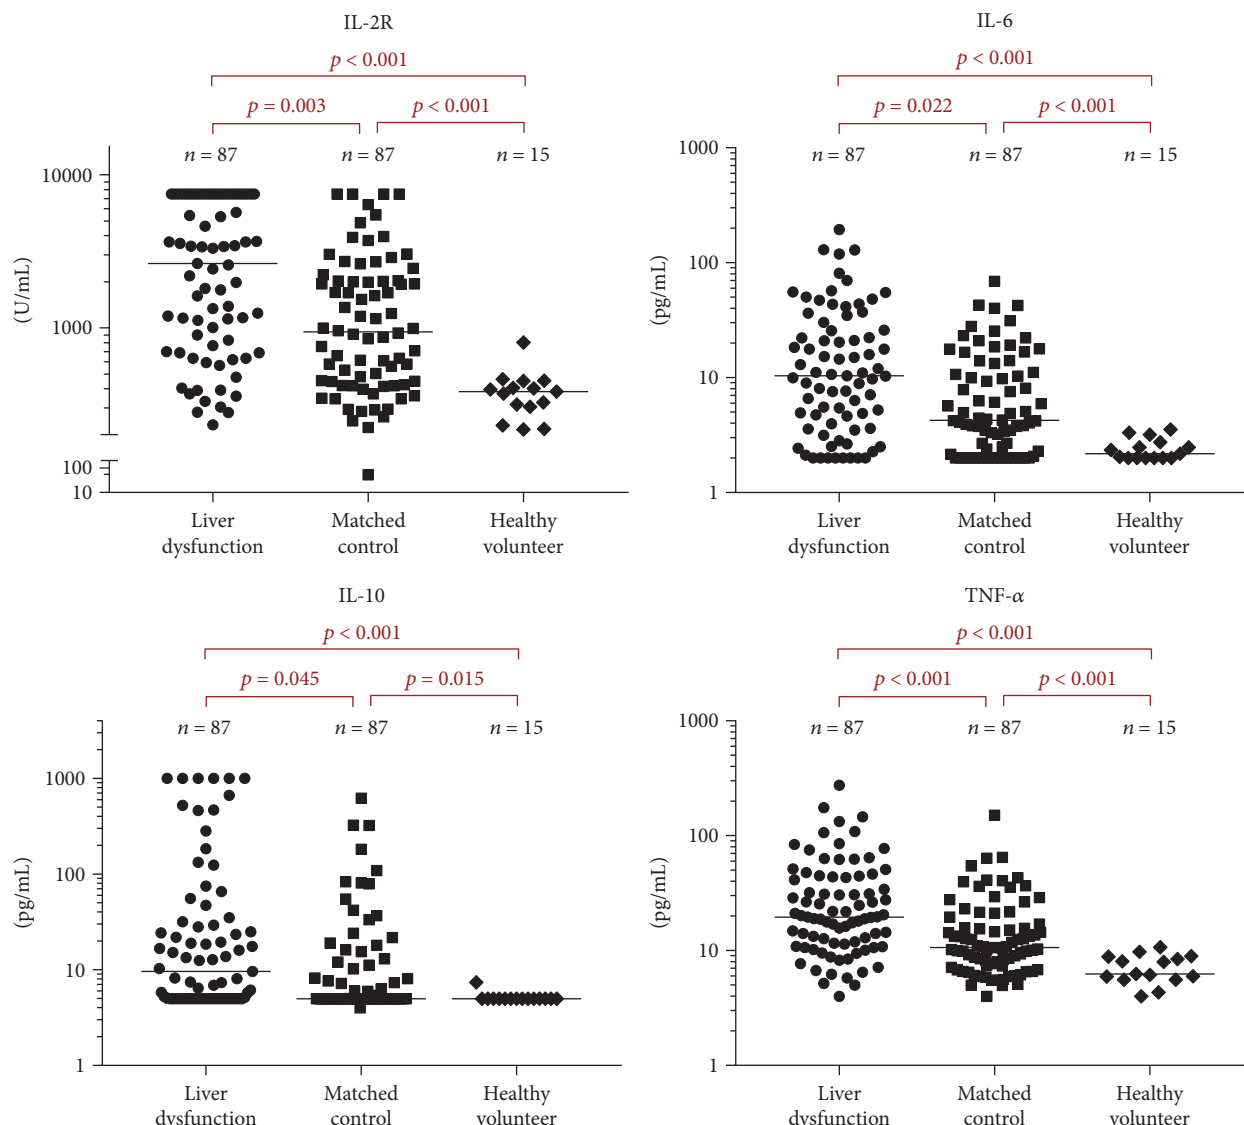 IL-2R
p < 0.001
p = 0.003
p < 0.001
n = 87
n = 87
n = 15
(U/mL)
10000
1000
100
10
Liver dysfunction
Matched control
Healthy volunteer
IL-6
p < 0.001
p = 0.022
p < 0.001
n = 87
n = 87
n = 15
(pg/mL)
1000
100
10
1
Liver dysfunction
Matched control
Healthy volunteer
IL-10
p < 0.001
p = 0.045
p = 0.015
n = 87
n = 87
n = 15
(pg/mL)
1000
100
10
1
Liver dysfunction
Matched control
Healthy volunteer
TNF-α
p < 0.001
p < 0.001
p < 0.001
n = 87
n = 87
n = 15
(pg/mL)
1000
100
10
1
Liver dysfunction
Matched control
Healthy volunteer